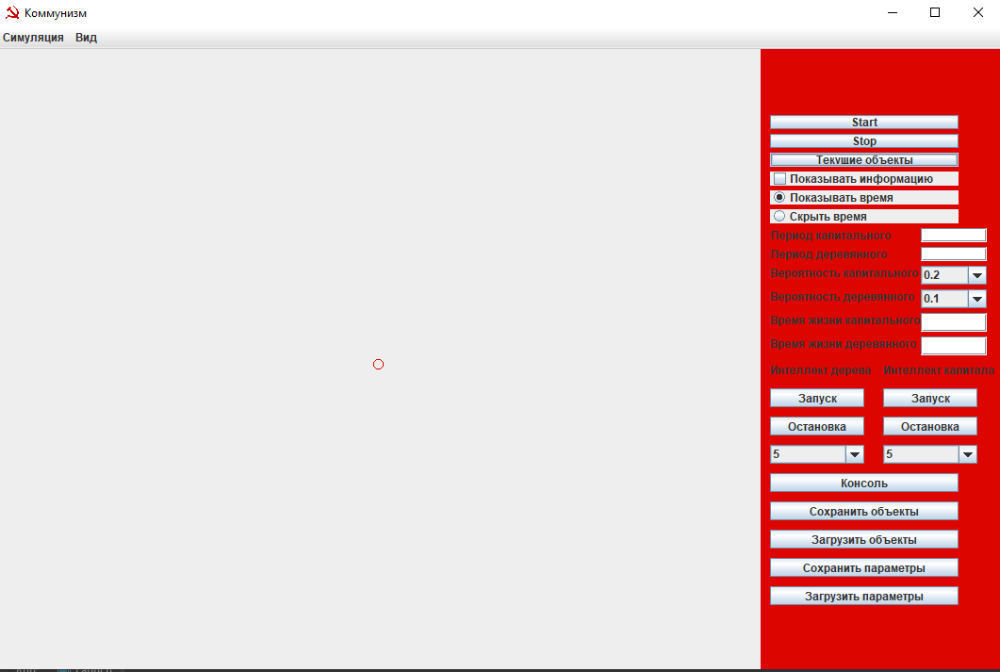 Коммунизм
Симуляция Вид
Start
Stop
Текущие объекты
Показывать информацию
Показывать время
Скрыть время
Период капитального
Период деревянного
Вероятность капитального 0.2
Вероятность деревянного 0.1
Время жизни капитального
Время жизни деревянного
Интеллект дерева Интеллект капитала
Запуск Запуск
Остановка Остановка
5 5
Консоль
Сохранить объекты
Загрузить объекты
Сохранить параметры
Загрузить параметры